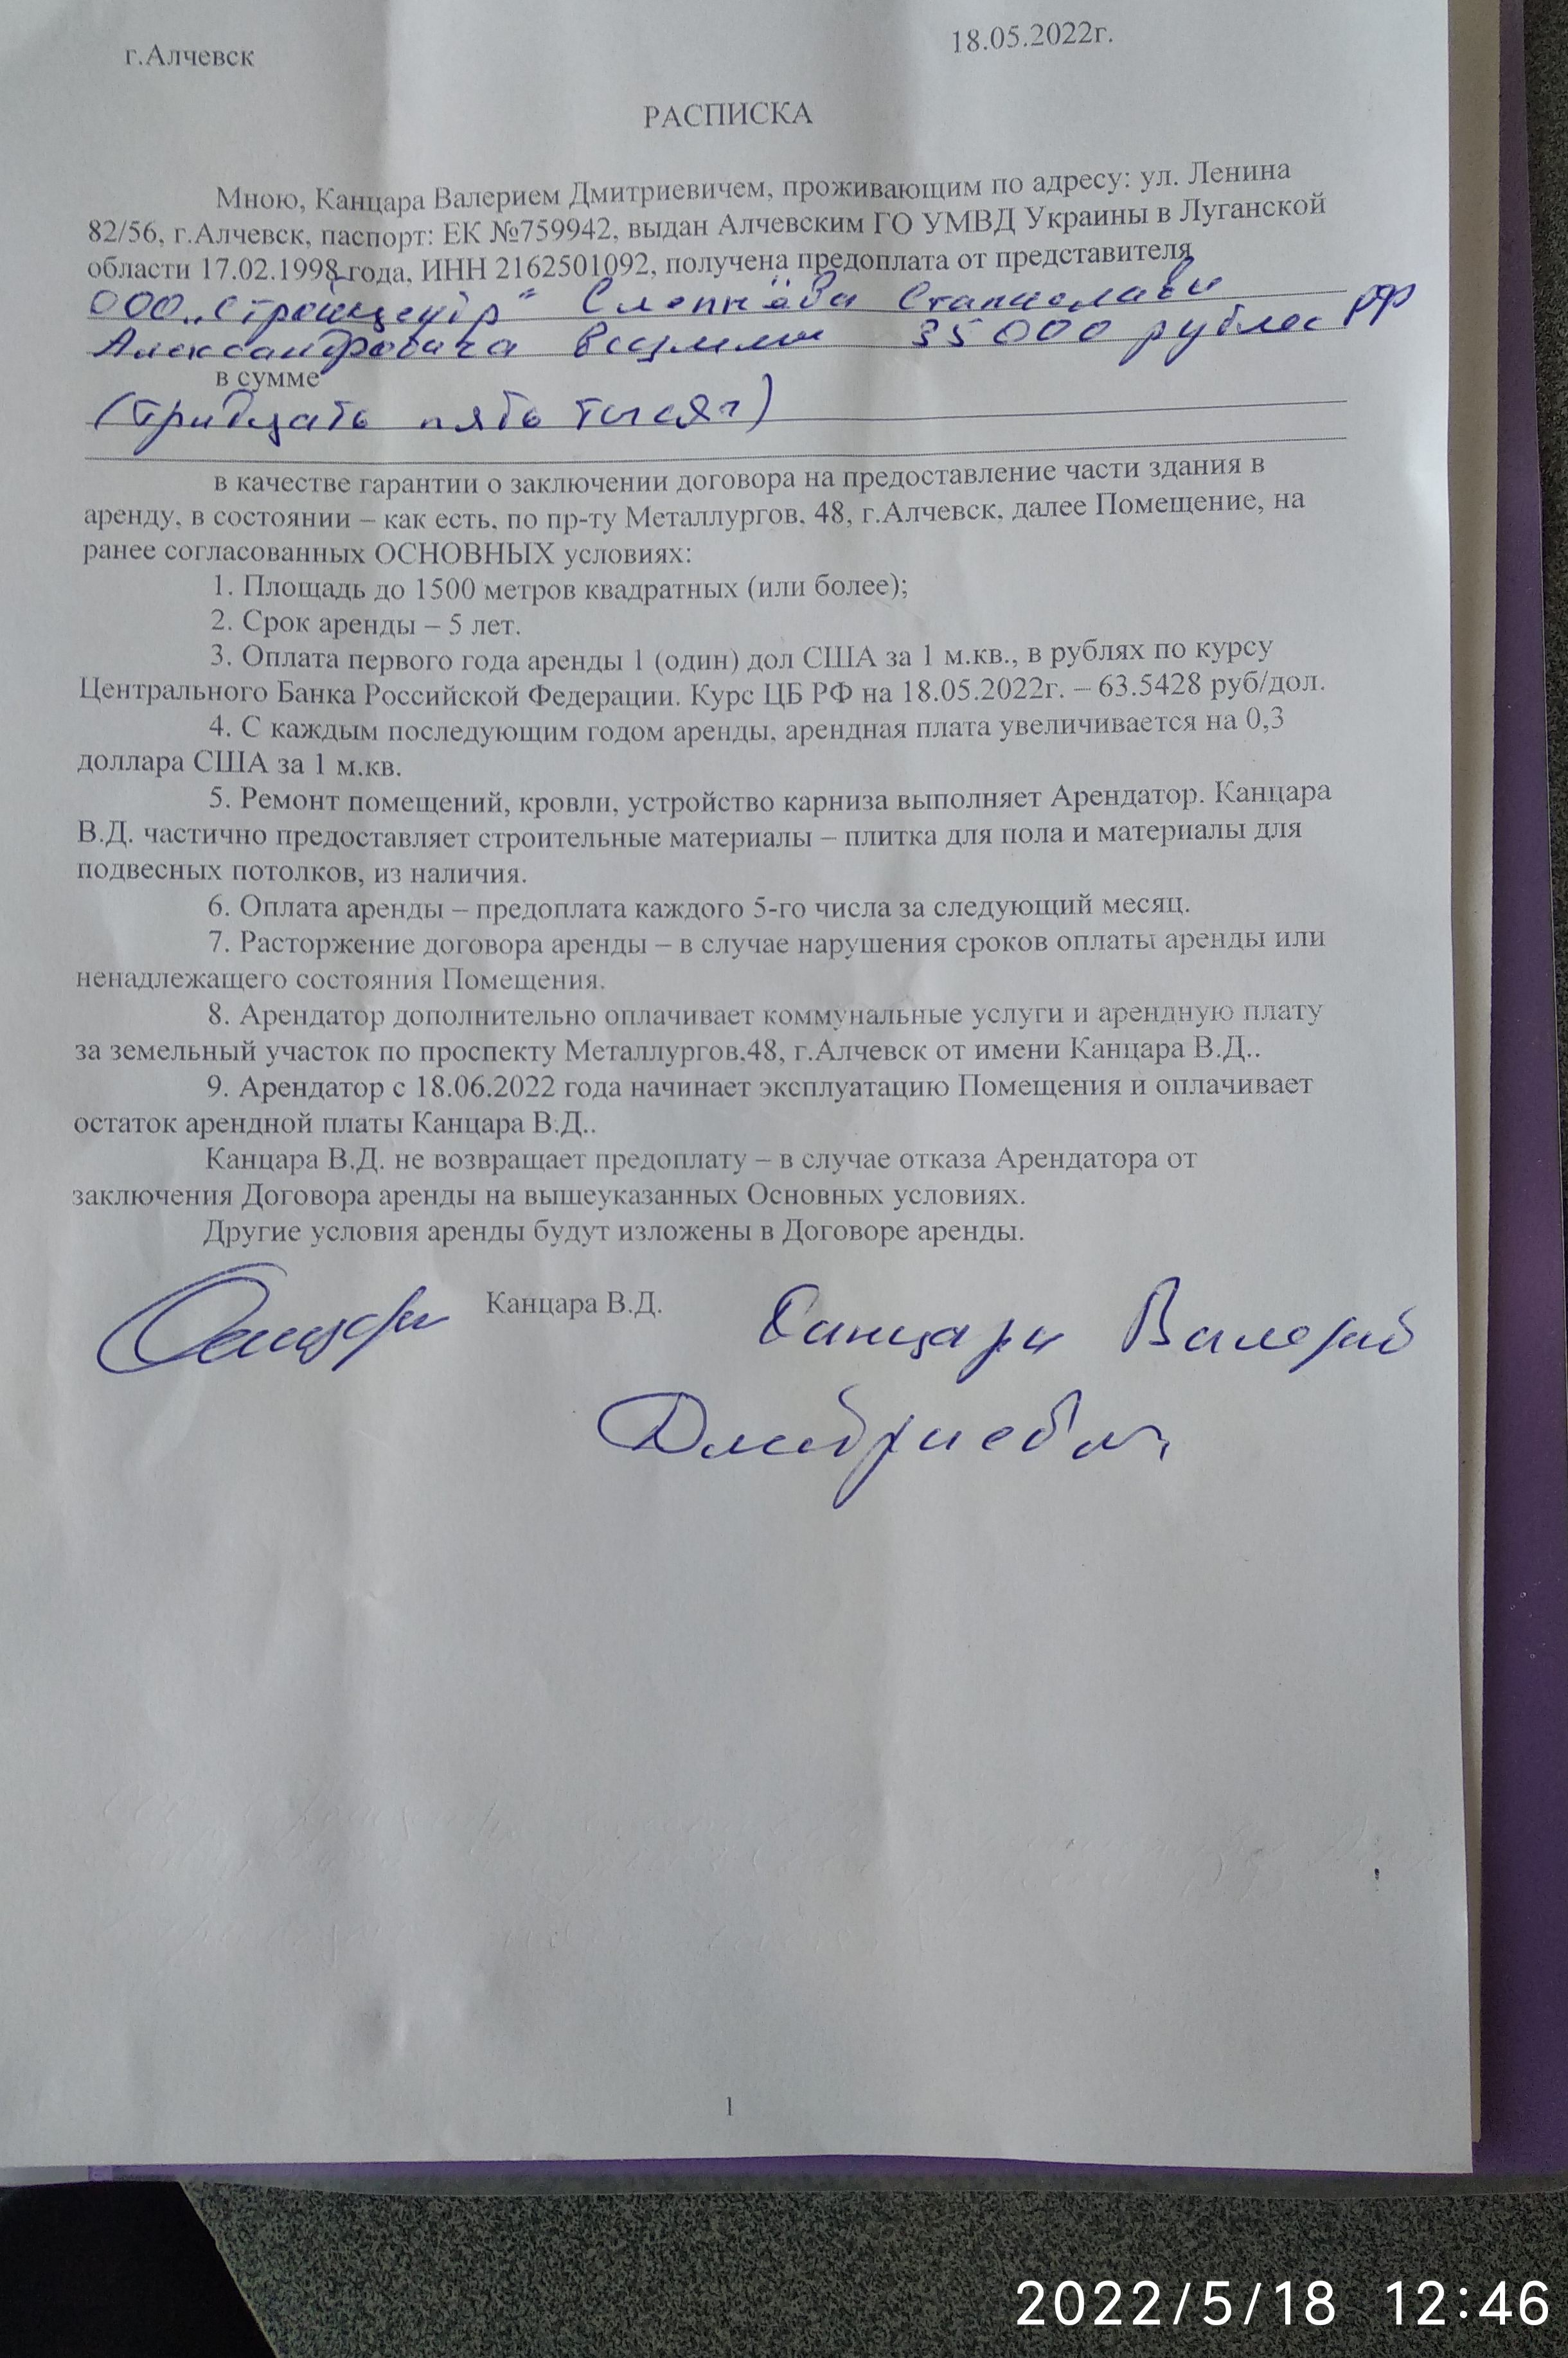 г.Алчевск 18.05.2022г.
РАСПИСКА
Мною, Канцара Валерием Дмитриевичем, проживающим по адресу: ул. Ленина
82/56, г.Алчевск, паспорт: ЕК №759942, выдан Алчевским ГО УМВД Украины в Луганской
области 17.02.1998 года, ИНН 2162501092, получена предоплата от представителя
ООО „Стройцентр" Слепнёва Станислава
Александровича 35 000 рублей РФ
в сумме
(тридцать пять тысяч)
в качестве гарантии о заключении договора на предоставление части здания в
аренду, в состоянии – как есть, по пр-ту Металлургов, 48, г.Алчевск, далее Помещение, на
ранее согласованных ОСНОВНЫХ условиях:
1. Площадь до 1500 метров квадратных (или более);
2. Срок аренды – 5 лет.
3. Оплата первого года аренды 1 (один) дол США за 1 м.кв., в рублях по курсу
Центрального Банка Российской Федерации. Курс ЦБ РФ на 18.05.2022г. – 63.5428 руб/дол.
4. С каждым последующим годом аренды, арендная плата увеличивается на 0,3
доллара США за 1 м.кв.
5. Ремонт помещений, кровли, устройство карниза выполняет Арендатор. Канцара
В.Д. частично предоставляет строительные материалы – плитка для пола и материалы для
подвесных потолков, из наличия.
6. Оплата аренды – предоплата каждого 5-го числа за следующий месяц.
7. Расторжение договора аренды – в случае нарушения сроков оплаты аренды или
ненадлежащего состояния Помещения.
8. Арендатор дополнительно оплачивает коммунальные услуги и арендную плату
за земельный участок по проспекту Металлургов,48, г.Алчевск от имени Канцара В.Д..
9. Арендатор с 18.06.2022 года начинает эксплуатацию Помещения и оплачивает
остаток арендной платы Канцара В.Д..
Канцара В.Д. не возвращает предоплату – в случае отказа Арендатора от
заключения Договора аренды на вышеуказанных Основных условиях.
Другие условия аренды будут изложены в Договоре аренды.
Канцара В.Д. Канцара Валерий
Дмитриевич
1
2022/5/18 12:46